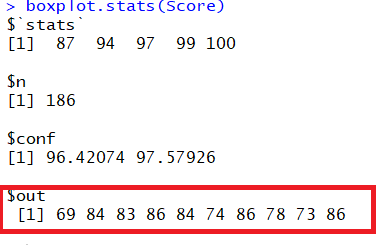 > boxplot.stats(Score)
$`stats`
[1]  87  94  97  99 100
$n
[1] 186
$conf
[1] 96.42074 97.57926
$out
[1] 69 84 83 86 84 74 86 78 73 86